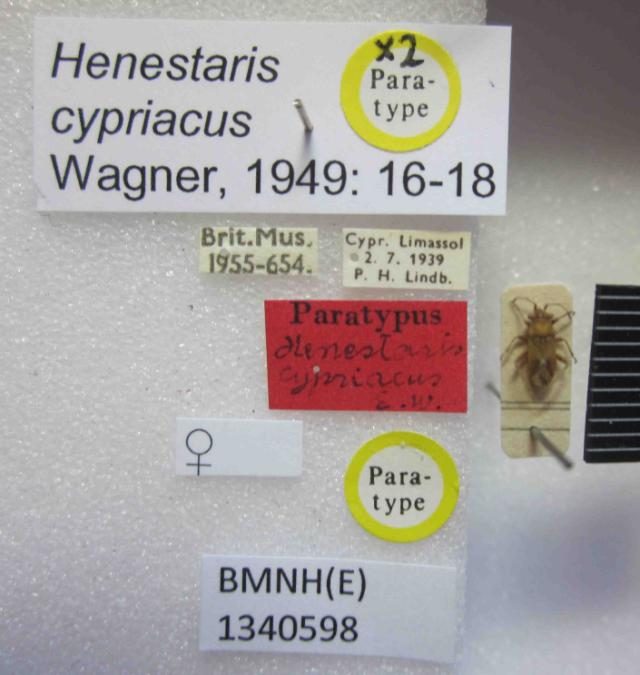 Henestaris
cypriacus
Wagner, 1949: 16-18
x2
Para-
type
Brit.Mus.
1955-654.
Cypr. Limassol
2. 7. 1939
P. H. Lindb.
Paratypus
Henestaris
cypriacus
E.W.
♀
Para-
type
BMNH(E)
1340598